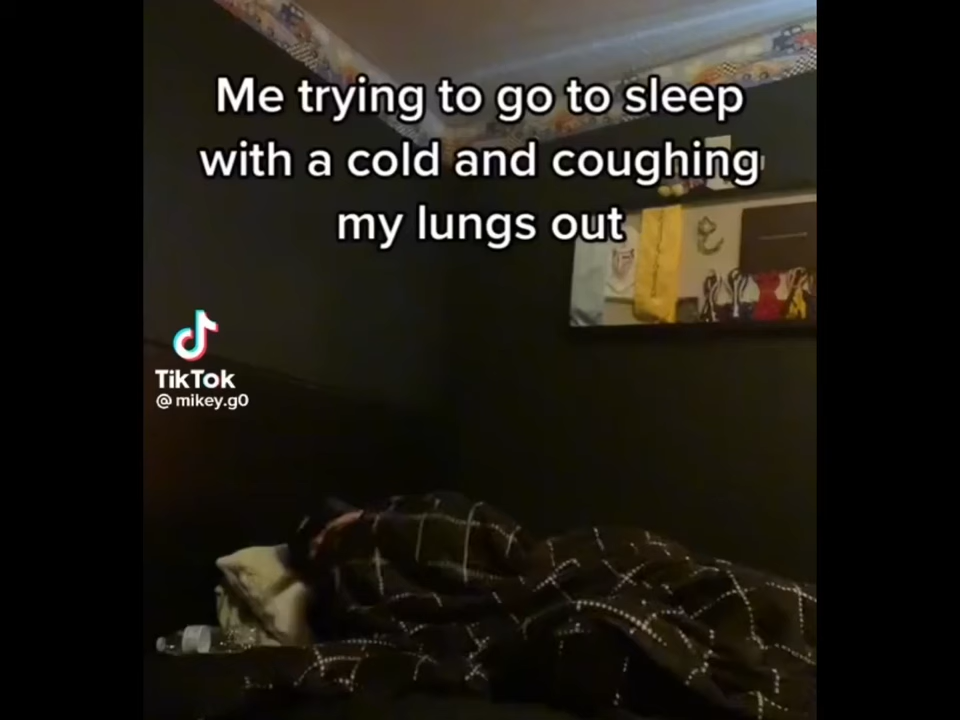 Me trying to go to sleep
with a cold and coughing
my lungs out
TikTok
@mikey.g0